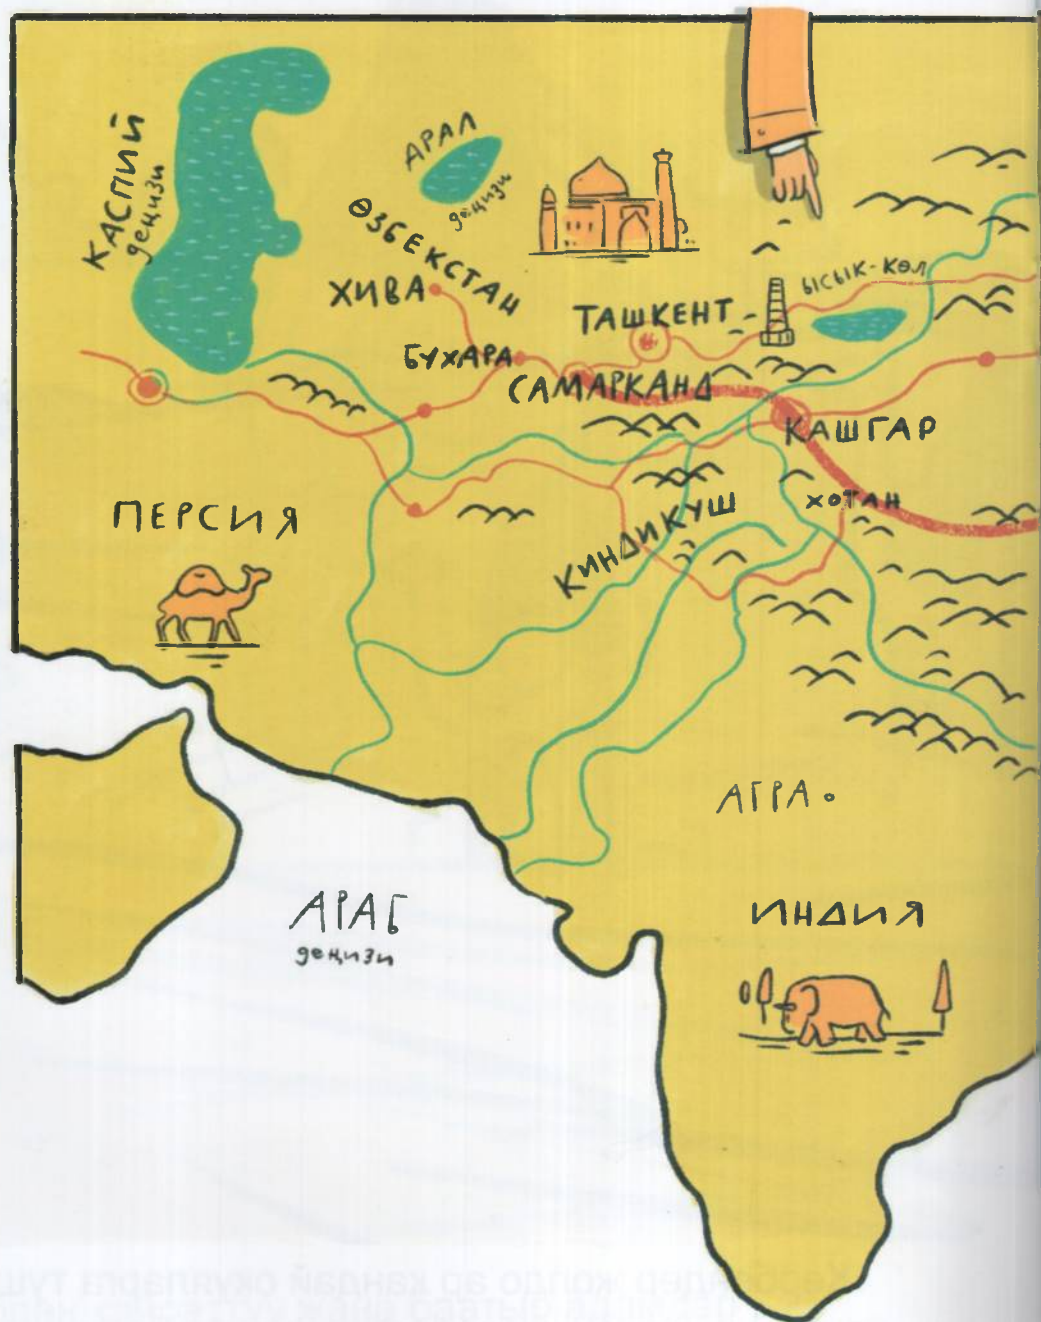 КАСПИЙ
деңизи
АРАЛ
деңизи
ӨЗБЕКСТАН
ХИВА
ТАШКЕНТ
ЫСЫК-КӨЛ
БУХАРА
САМАРКАНД
КАШГАР
ХОТАН
ПЕРСИЯ
КИНДИКУШ
АГРА
АРАБ
деңизи
ИНДИЯ